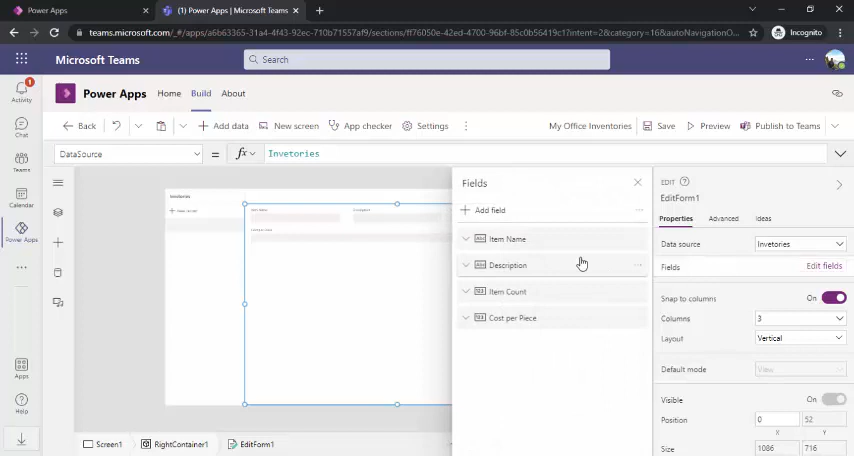 Power Apps
(1) Power Apps | Microsoft Teams
teams.microsoft.com/_#/apps/a6b63365-31a4-4f43-92ec-710b71557af9/sections/ff76050e-42ed-4700-96bf-85c0b56419c1?intent=2&category=16&autoNavigationO...
Incognito
Microsoft Teams
Search
1
Activity
Power Apps
Home
Build
About
Chat
Back
Add data
New screen
App checker
Settings
My Office Inventories
Save
Preview
Publish to Teams
Teams
DataSource
=
fx
Invetories
Calendar
Power Apps
Apps
Help
Fields
Add field
Item Name
Description
Item Count
Cost per Piece
EDIT
EditForm1
Properties
Advanced
Ideas
Data source
Invetories
Fields
Edit fields
Snap to columns
On
Columns
3
Layout
Vertical
Default mode
View
Visible
On
Position
0
52
X
Y
Size
1086
716
Screen1
RightContainer1
EditForm1